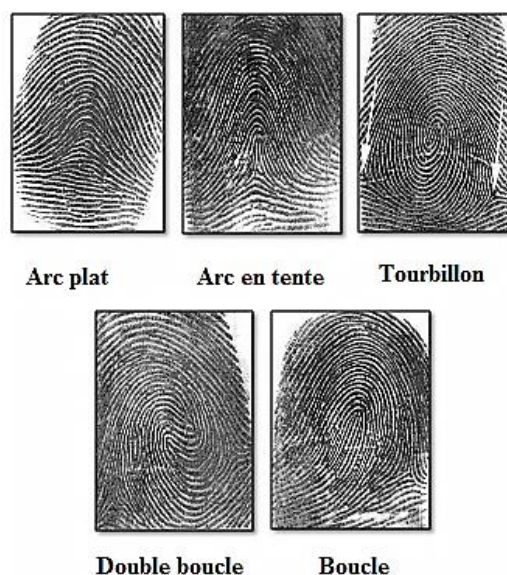 Arc plat
Arc en tente
Tourbillon
Double boucle
Boucle